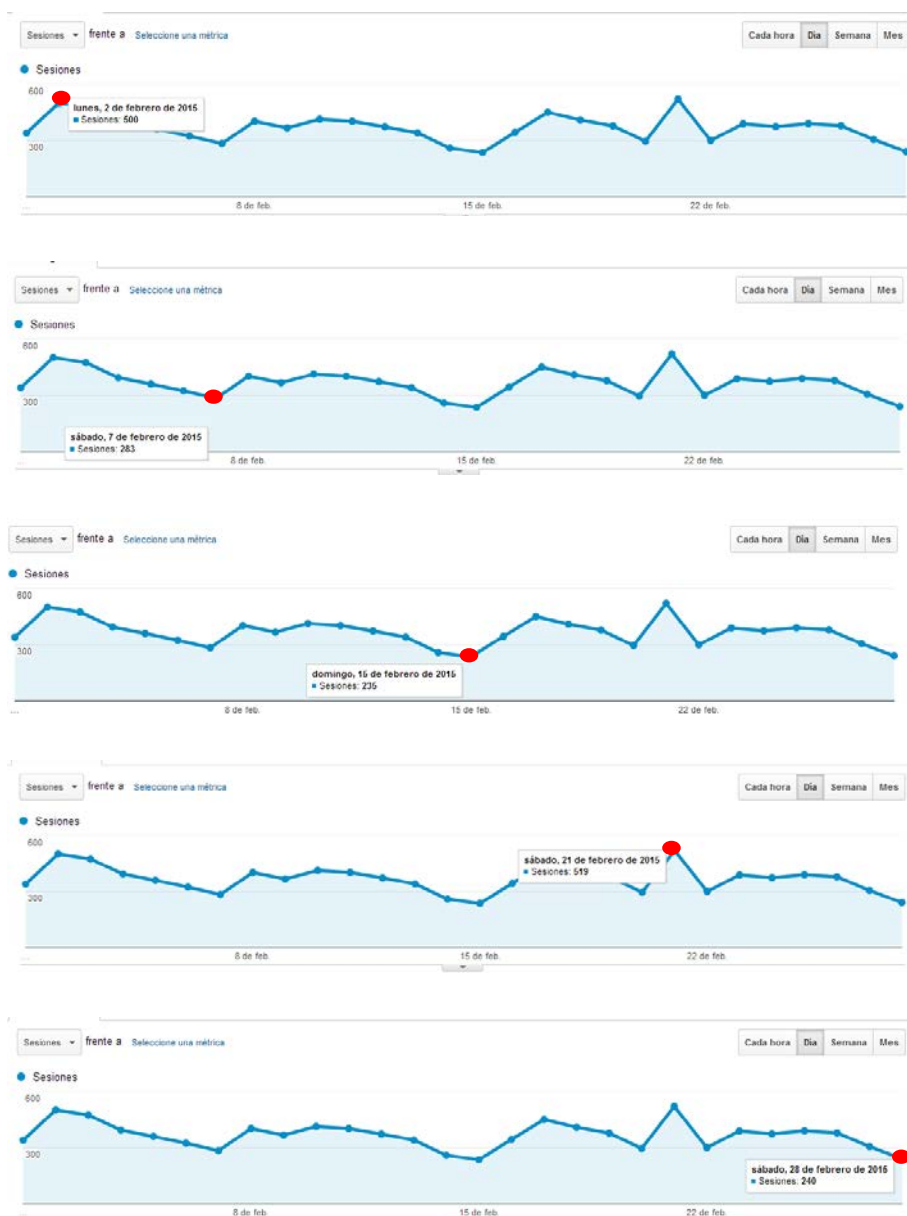 Sesiones frente a Seleccione una métrica Cada hora Día Semana Mes
Sesiones
600
lunes, 2 de febrero de 2015
Sesiones: 500
300
... 8 de feb. 15 de feb. 22 de feb.
Sesiones frente a Seleccione una métrica Cada hora Día Semana Mes
Sesiones
600
300
sábado, 7 de febrero de 2015
Sesiones: 283
... 8 de feb. 15 de feb. 22 de feb.
Sesiones frente a Seleccione una métrica Cada hora Día Semana Mes
Sesiones
600
300
domingo, 15 de febrero de 2015
Sesiones: 235
... 8 de feb. 15 de feb. 22 de feb.
Sesiones frente a Seleccione una métrica Cada hora Día Semana Mes
Sesiones
600
sábado, 21 de febrero de 2015
Sesiones: 519
300
... 8 de feb. 15 de feb. 22 de feb.
Sesiones frente a Seleccione una métrica Cada hora Día Semana Mes
Sesiones
600
300
sábado, 28 de febrero de 2015
Sesiones: 240
... 8 de feb. 15 de feb. 22 de feb.